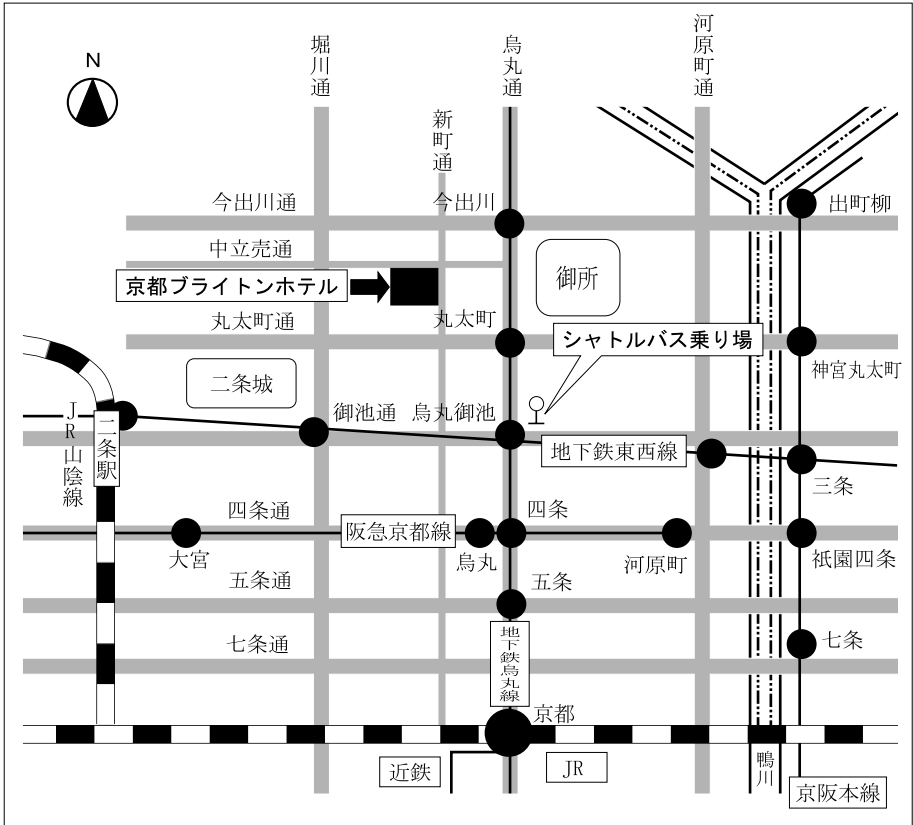 N
堀川通
新町通
烏丸通
河原町通
今出川通
今出川
出町柳
中立売通
御所
京都ブライトンホテル
丸太町通
丸太町
シャトルバス乗り場
神宮丸太町
二条城
JR山陰線
二条駅
御池通
烏丸御池
地下鉄東西線
三条
四条通
阪急京都線
四条
大宮
烏丸
河原町
祇園四条
五条通
五条
七条通
地下鉄烏丸線
七条
京都
近鉄
JR
鴨川
京阪本線